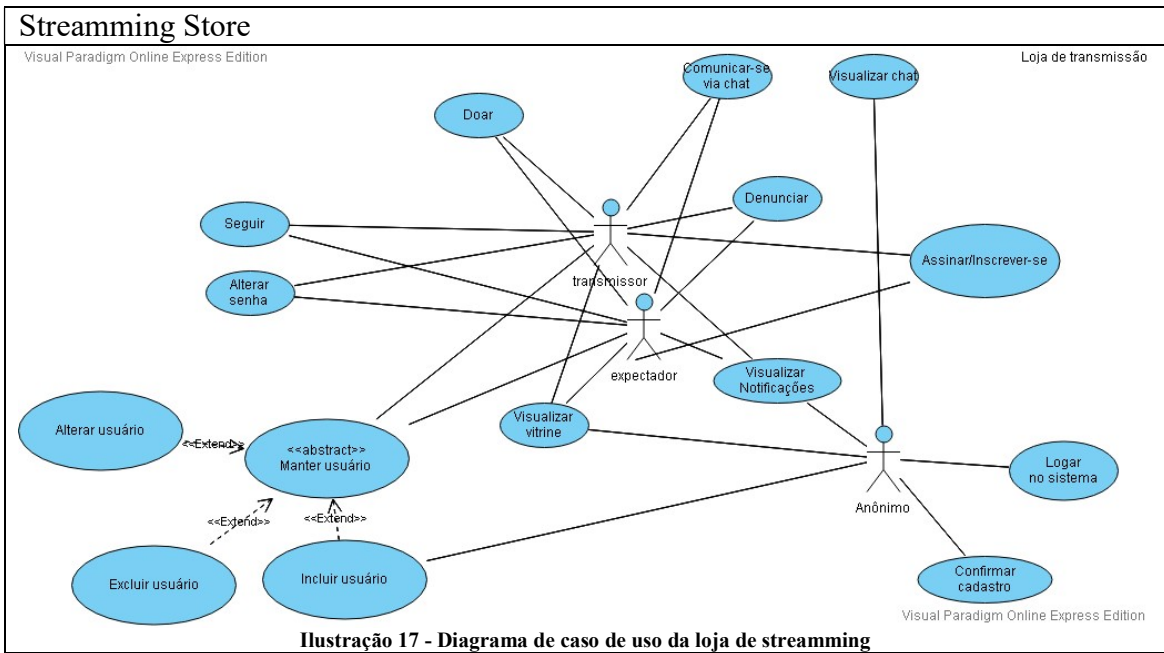 Streamming Store
Visual Paradigm Online Express Edition
Loja de transmissão
Comunicar-se
via chat
Visualizar chat
Doar
Denunciar
Seguir
Assinar/Inscrever-se
transmissor
Alterar
senha
expectador
Visualizar
Notificações
Visualizar
vitrine
Alterar usuário
<<Extend>>
<<abstract>>
Manter usuário
Logar
no sistema
Anônimo
<<Extend>>
<<Extend>>
Excluir usuário
Incluir usuário
Confirmar
cadastro
Visual Paradigm Online Express Edition
Ilustração 17 - Diagrama de caso de uso da loja de streamming